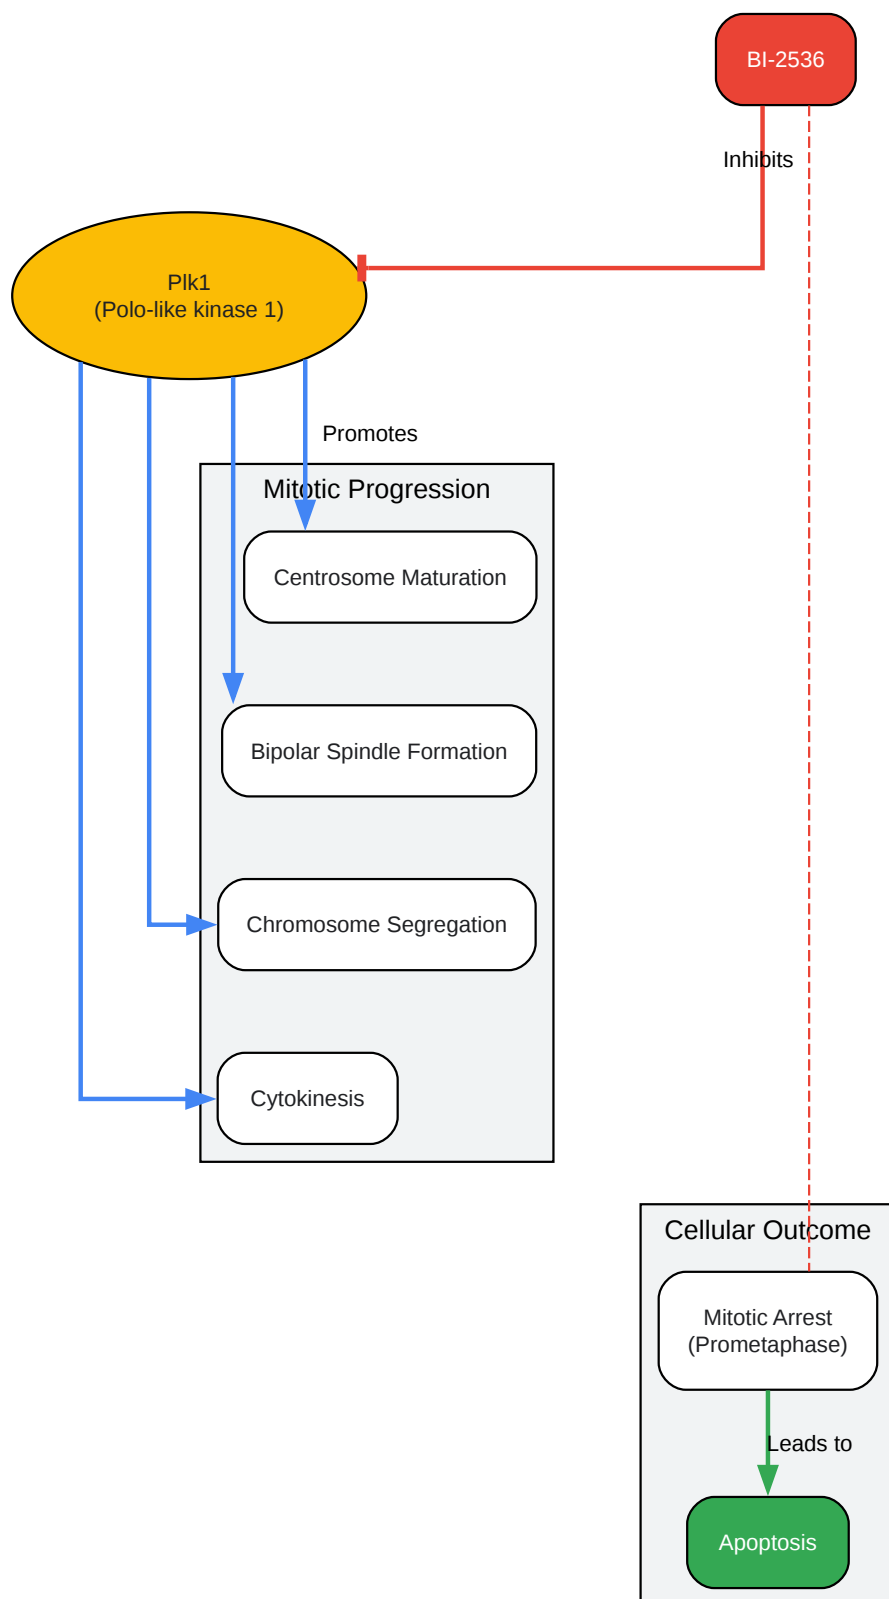 BI-2536
Inhibits
Plk1
(Polo-like kinase 1)
Promotes
Mitotic Progression
Centrosome Maturation
Bipolar Spindle Formation
Chromosome Segregation
Cytokinesis
Cellular Outcome
Mitotic Arrest
(Prometaphase)
Leads to
Apoptosis